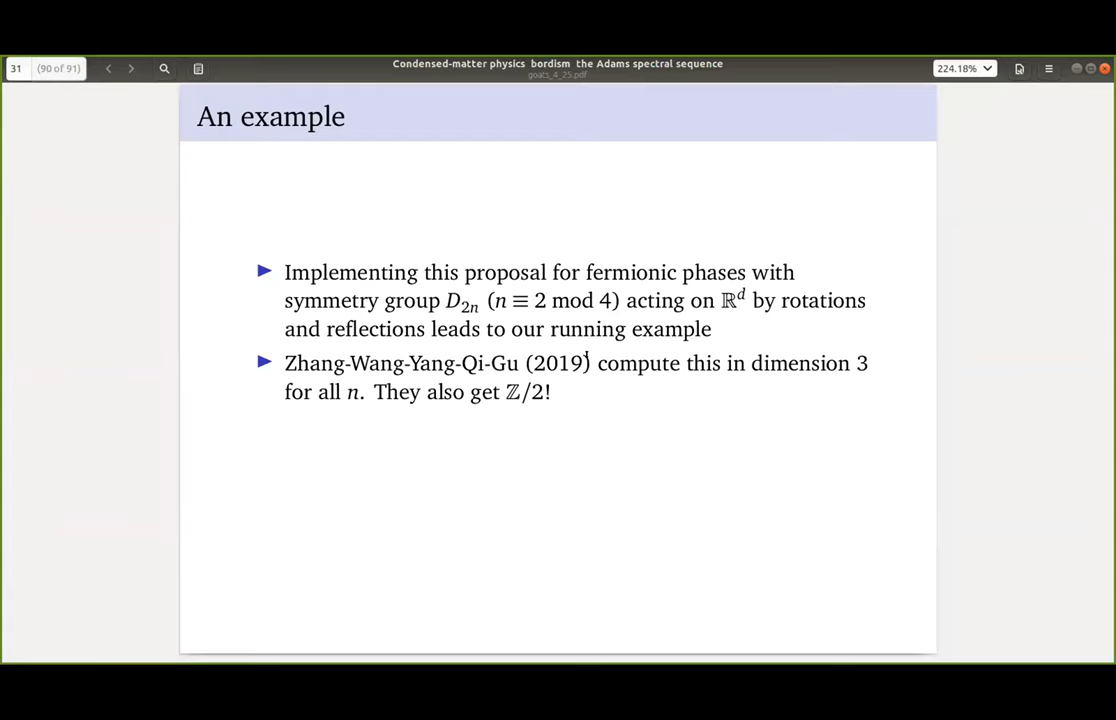 31 (90 of 91)
Condensed-matter physics bordism the Adams spectral sequence
goats_4_25.pdf
224.18%
An example
Implementing this proposal for fermionic phases with
symmetry group D₂ₙ (n ≡ 2 mod 4) acting on ℝᵈ by rotations
and reflections leads to our running example
Zhang-Wang-Yang-Qi-Gu (2019) compute this in dimension 3
for all n. They also get ℤ/2!